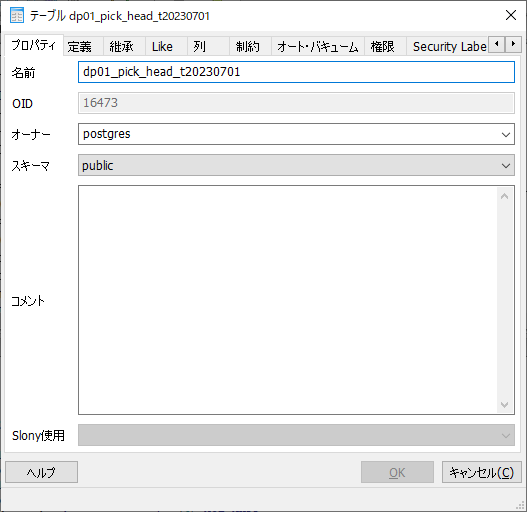 テーブル dp01_pick_head_t20230701
プロパティ 定義 継承 Like 列 制約 オート・バキューム 権限 Security Labe
名前 dp01_pick_head_t20230701
OID 16473
オーナー postgres
スキーマ public
コメント
Slony使用
ヘルプ OK キャンセル(C)